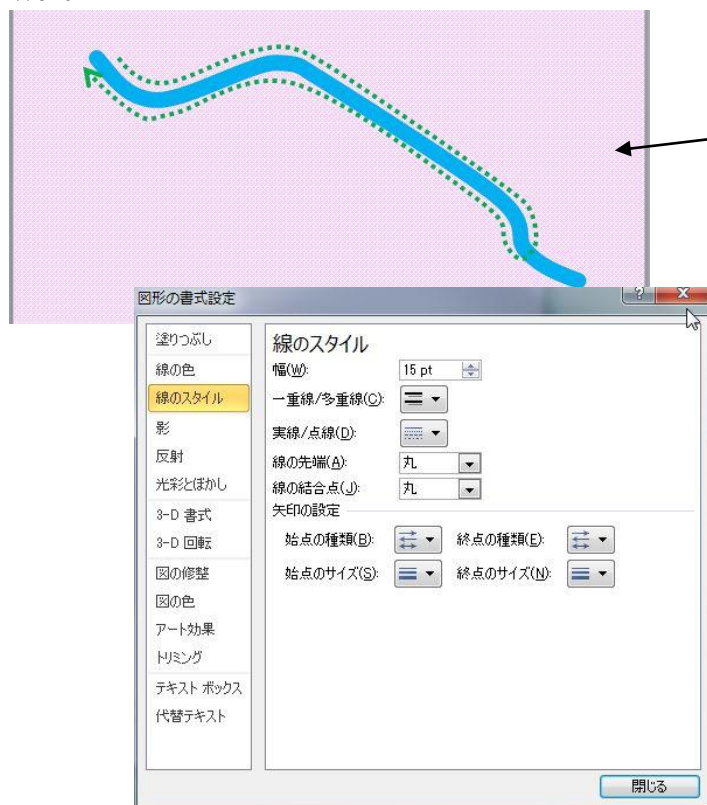 図形の書式設定
塗りつぶし
線の色
線のスタイル
影
反射
光彩とぼかし
3-D 書式
3-D 回転
図の修整
図の色
アート効果
トリミング
テキスト ボックス
代替テキスト
線のスタイル
幅(W): 15 pt
一重線/多重線(C):
実線/点線(D):
線の先端(A): 丸
線の結合点(J): 丸
矢印の設定
始点の種類(B): 終点の種類(E):
始点のサイズ(S): 終点のサイズ(N):
閉じる